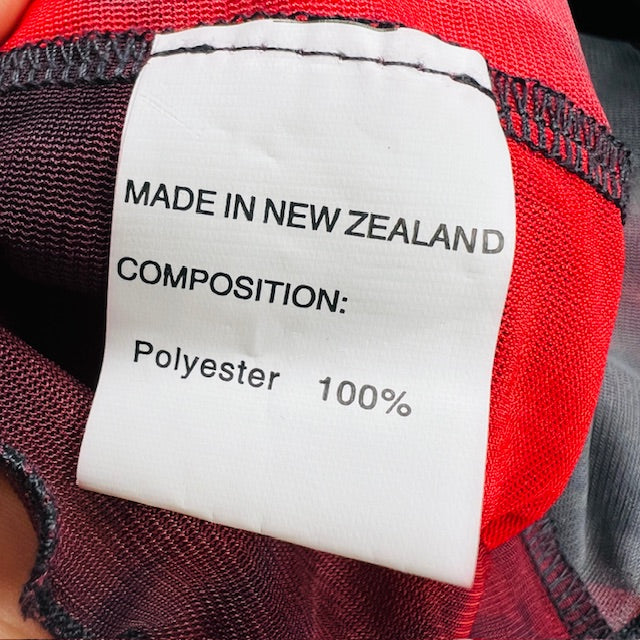 MADE IN NEW ZEALAND
COMPOSITION:
Polyester 100%